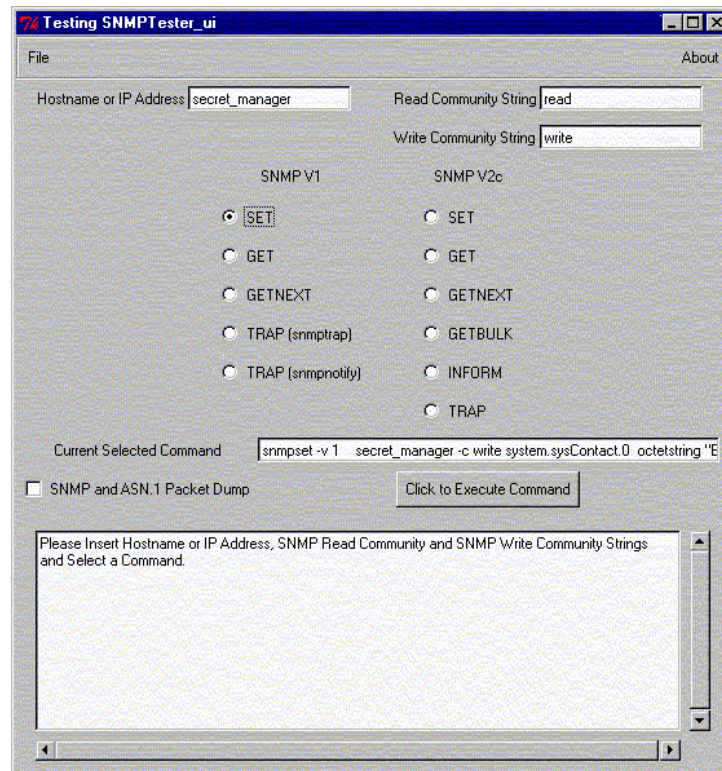 Testing SNMPTester_ui
File About
Hostname or IP Address secret_manager Read Community String read
Write Community String write
SNMP V1 SNMP V2c
SET SET
GET GET
GETNEXT GETNEXT
TRAP (snmptrap) GETBULK
TRAP (snmpnotify) INFORM
TRAP
Current Selected Command snmpset -v 1 secret_manager -c write system.sysContact.0 octetstring "E
SNMP and ASN.1 Packet Dump Click to Execute Command
Please Insert Hostname or IP Address, SNMP Read Community and SNMP Write Community Strings
and Select a Command.